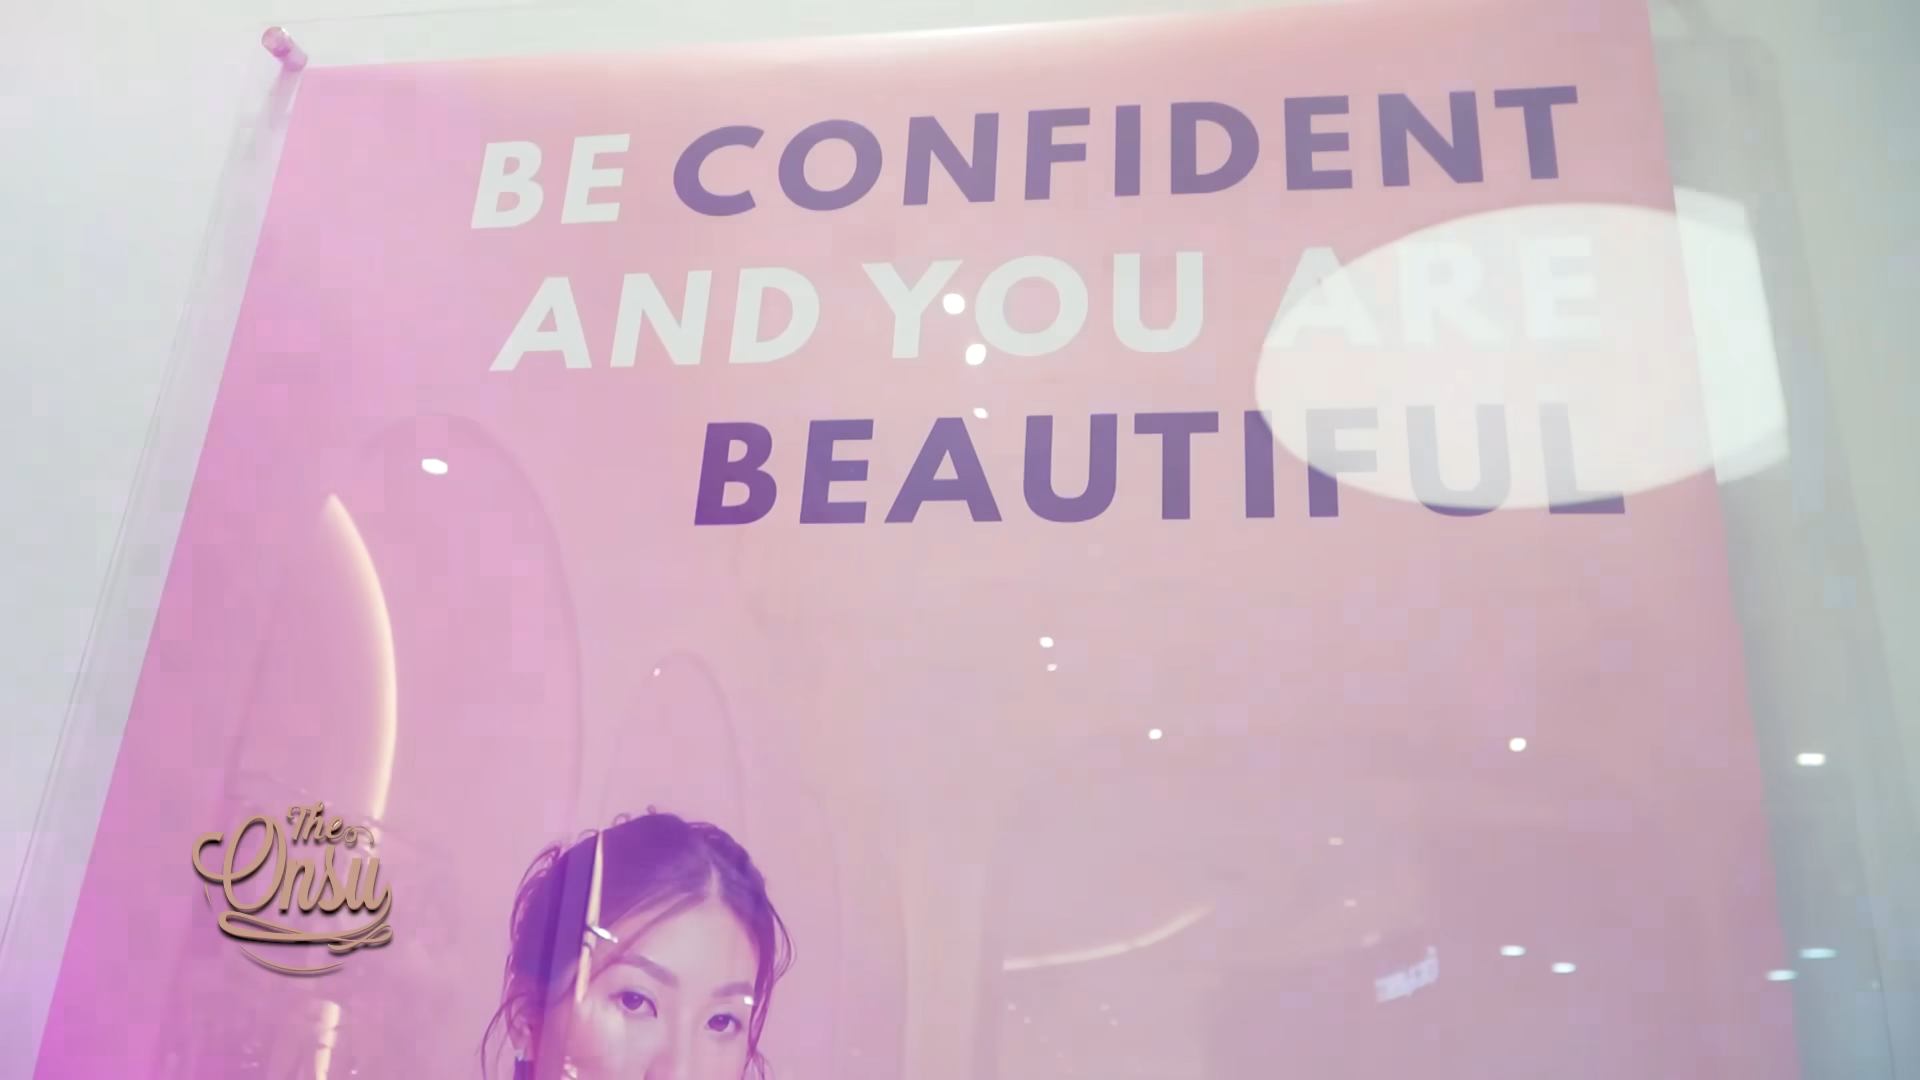 BE CONFIDENT
AND YOU ARE
BEAUTIFUL
The
Onsu